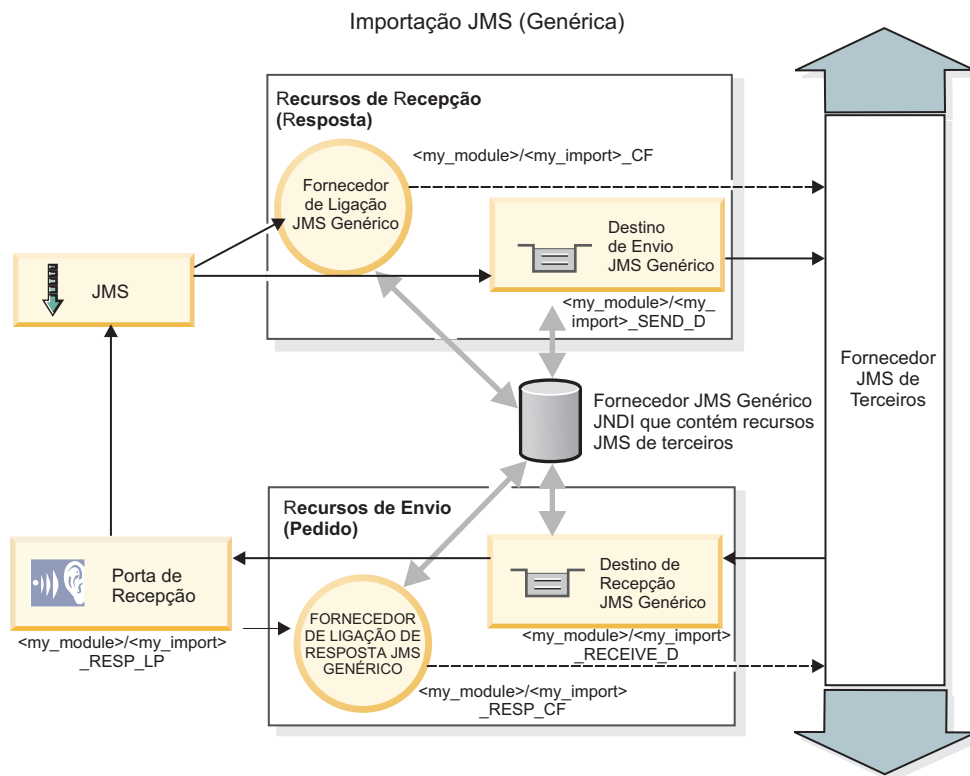 Importação JMS (Genérica)
Recursos de Recepção
(Resposta)
<my_module>/<my_import>_CF
Fornecedor
de Ligação
JMS Genérico
Destino
de Envio
JMS Genérico
JMS
<my_module>/<my_
import>_SEND_D
Fornecedor
JMS de
Terceiros
Fornecedor JMS Genérico
JNDI que contém recursos
JMS de terceiros
Recursos de Envio
(Pedido)
Porta de
Recepção
Destino de
Recepção
JMS Genérico
<my_module>/<my_import>
_RESP_LP
FORNECEDOR
DE LIGAÇÃO DE
RESPOSTA JMS
GENÉRICO
<my_module>/<my_import>
_RECEIVE_D
<my_module>/<my_import>
_RESP_CF